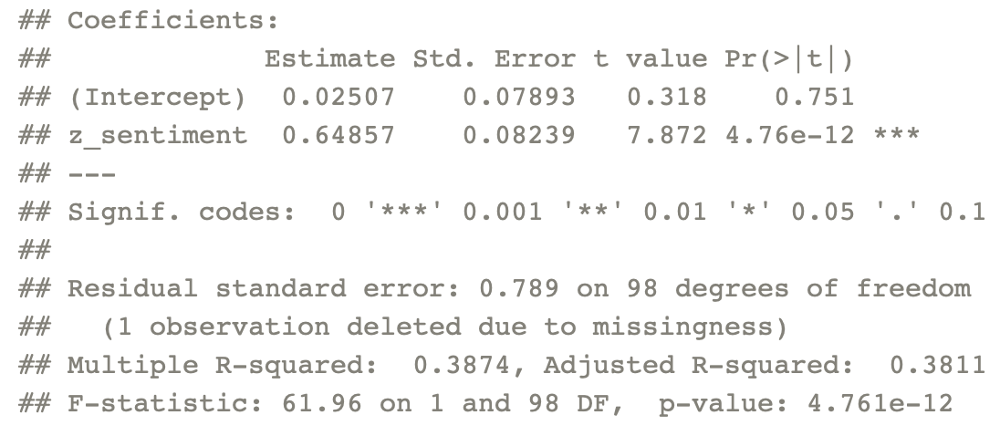 ## Coefficients:
##             Estimate Std. Error t value Pr(>|t|)
## (Intercept)  0.02507    0.07893   0.318    0.751
## z_sentiment  0.64857    0.08239   7.872 4.76e-12 ***
## ---
## Signif. codes:  0 '***' 0.001 '**' 0.01 '*' 0.05 '.' 0.1
##
## Residual standard error: 0.789 on 98 degrees of freedom
##   (1 observation deleted due to missingness)
## Multiple R-squared:  0.3874, Adjusted R-squared:  0.3811
## F-statistic: 61.96 on 1 and 98 DF,  p-value: 4.761e-12